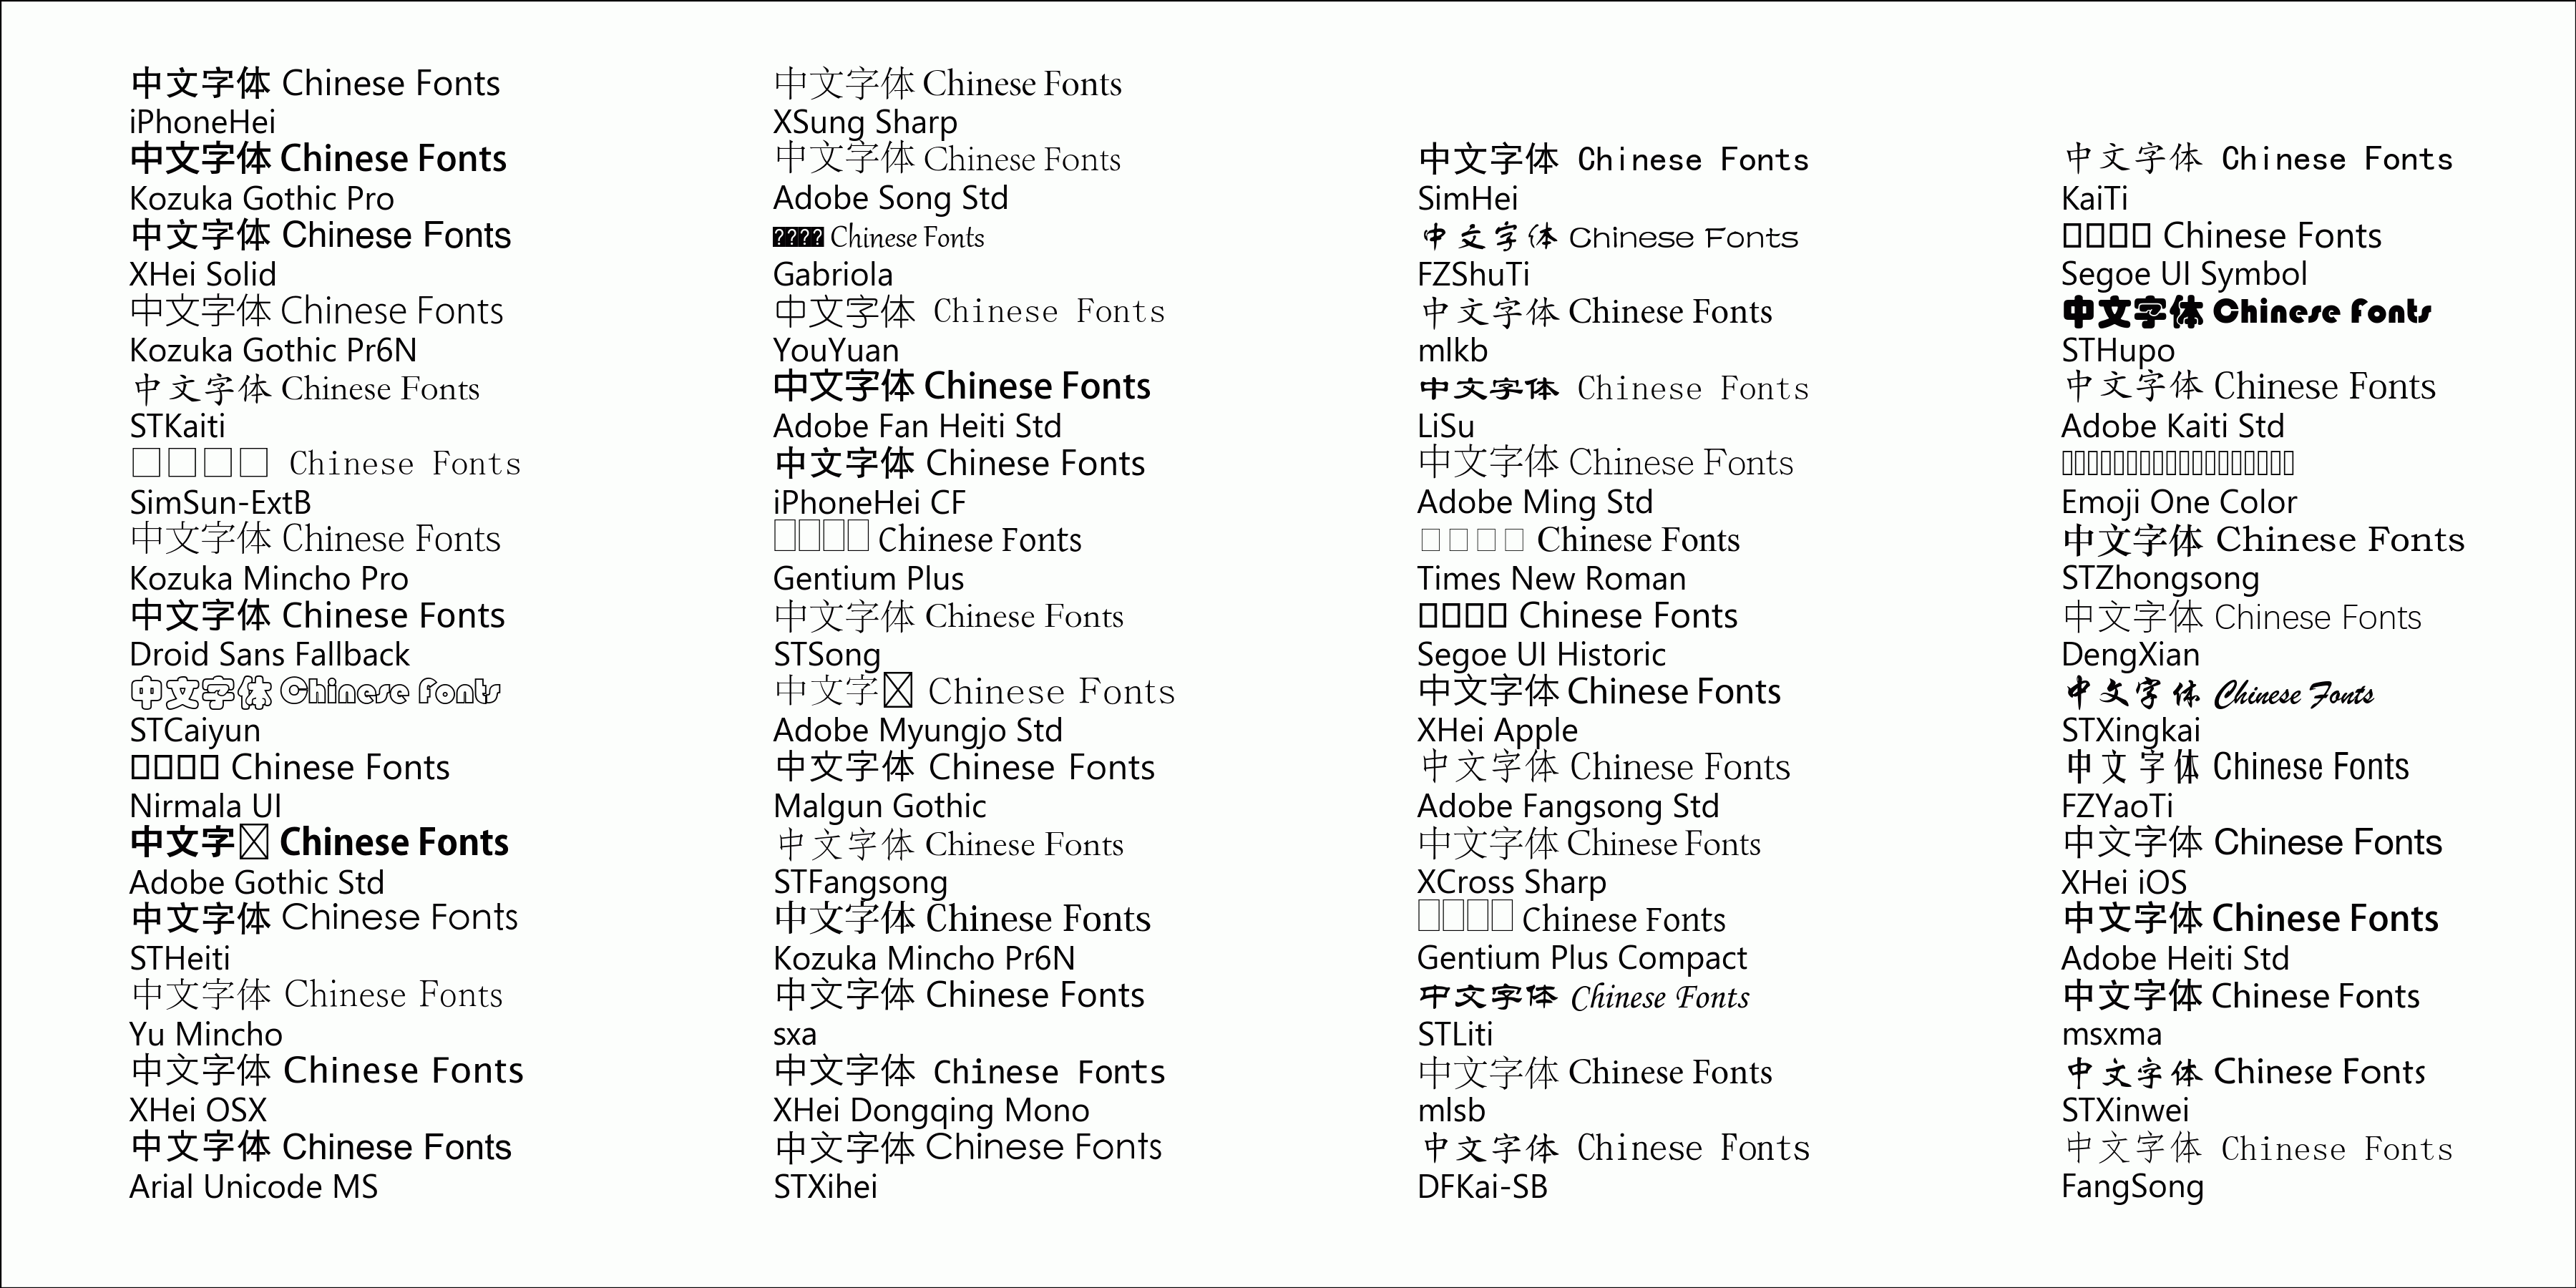 中文字体 Chinese Fonts
iPhoneHei
中文字体 Chinese Fonts
Kozuka Gothic Pro
中文字体 Chinese Fonts
XHei Solid
中文字体 Chinese Fonts
Kozuka Gothic Pr6N
中文字体 Chinese Fonts
STKaiti
□□□□ Chinese Fonts
SimSun-ExtB
中文字体 Chinese Fonts
Kozuka Mincho Pro
中文字体 Chinese Fonts
Droid Sans Fallback
中文字体 Chinese Fonts
STCaiyun
□□□□ Chinese Fonts
Nirmala UI
中文字☒ Chinese Fonts
Adobe Gothic Std
中文字体 Chinese Fonts
STHeiti
中文字体 Chinese Fonts
Yu Mincho
中文字体 Chinese Fonts
XHei OSX
中文字体 Chinese Fonts
Arial Unicode MS
中文字体 Chinese Fonts
XSung Sharp
中文字体 Chinese Fonts
Adobe Song Std
???? Chinese Fonts
Gabriola
中文字体 Chinese Fonts
YouYuan
中文字体 Chinese Fonts
Adobe Fan Heiti Std
中文字体 Chinese Fonts
iPhoneHei CF
□□□□ Chinese Fonts
Gentium Plus
中文字体 Chinese Fonts
STSong
中文字☒ Chinese Fonts
Adobe Myungjo Std
中文字体 Chinese Fonts
Malgun Gothic
中文字体 Chinese Fonts
STFangsong
中文字体 Chinese Fonts
Kozuka Mincho Pr6N
中文字体 Chinese Fonts
sxa
中文字体 Chinese Fonts
XHei Dongqing Mono
中文字体 Chinese Fonts
STXihei
中文字体 Chinese Fonts
SimHei
中文字体 Chinese Fonts
FZShuTi
中文字体 Chinese Fonts
mlkb
中文字体 Chinese Fonts
LiSu
中文字体 Chinese Fonts
Adobe Ming Std
□□□□ Chinese Fonts
Times New Roman
□□□□ Chinese Fonts
Segoe UI Historic
中文字体 Chinese Fonts
XHei Apple
中文字体 Chinese Fonts
Adobe Fangsong Std
中文字体 Chinese Fonts
XCross Sharp
□□□□ Chinese Fonts
Gentium Plus Compact
中文字体 Chinese Fonts
STLiti
中文字体 Chinese Fonts
mlsb
中文字体 Chinese Fonts
DFKai-SB
中文字体 Chinese Fonts
KaiTi
□□□□ Chinese Fonts
Segoe UI Symbol
中文字体 Chinese Fonts
STHupo
中文字体 Chinese Fonts
Adobe Kaiti Std
□□□□□□□□□□□□□□□□□□
Emoji One Color
中文字体 Chinese Fonts
STZhongsong
中文字体 Chinese Fonts
DengXian
中文字体 Chinese Fonts
STXingkai
中文字体 Chinese Fonts
FZYaoTi
中文字体 Chinese Fonts
XHei iOS
中文字体 Chinese Fonts
Adobe Heiti Std
中文字体 Chinese Fonts
msxma
中文字体 Chinese Fonts
STXinwei
中文字体 Chinese Fonts
FangSong